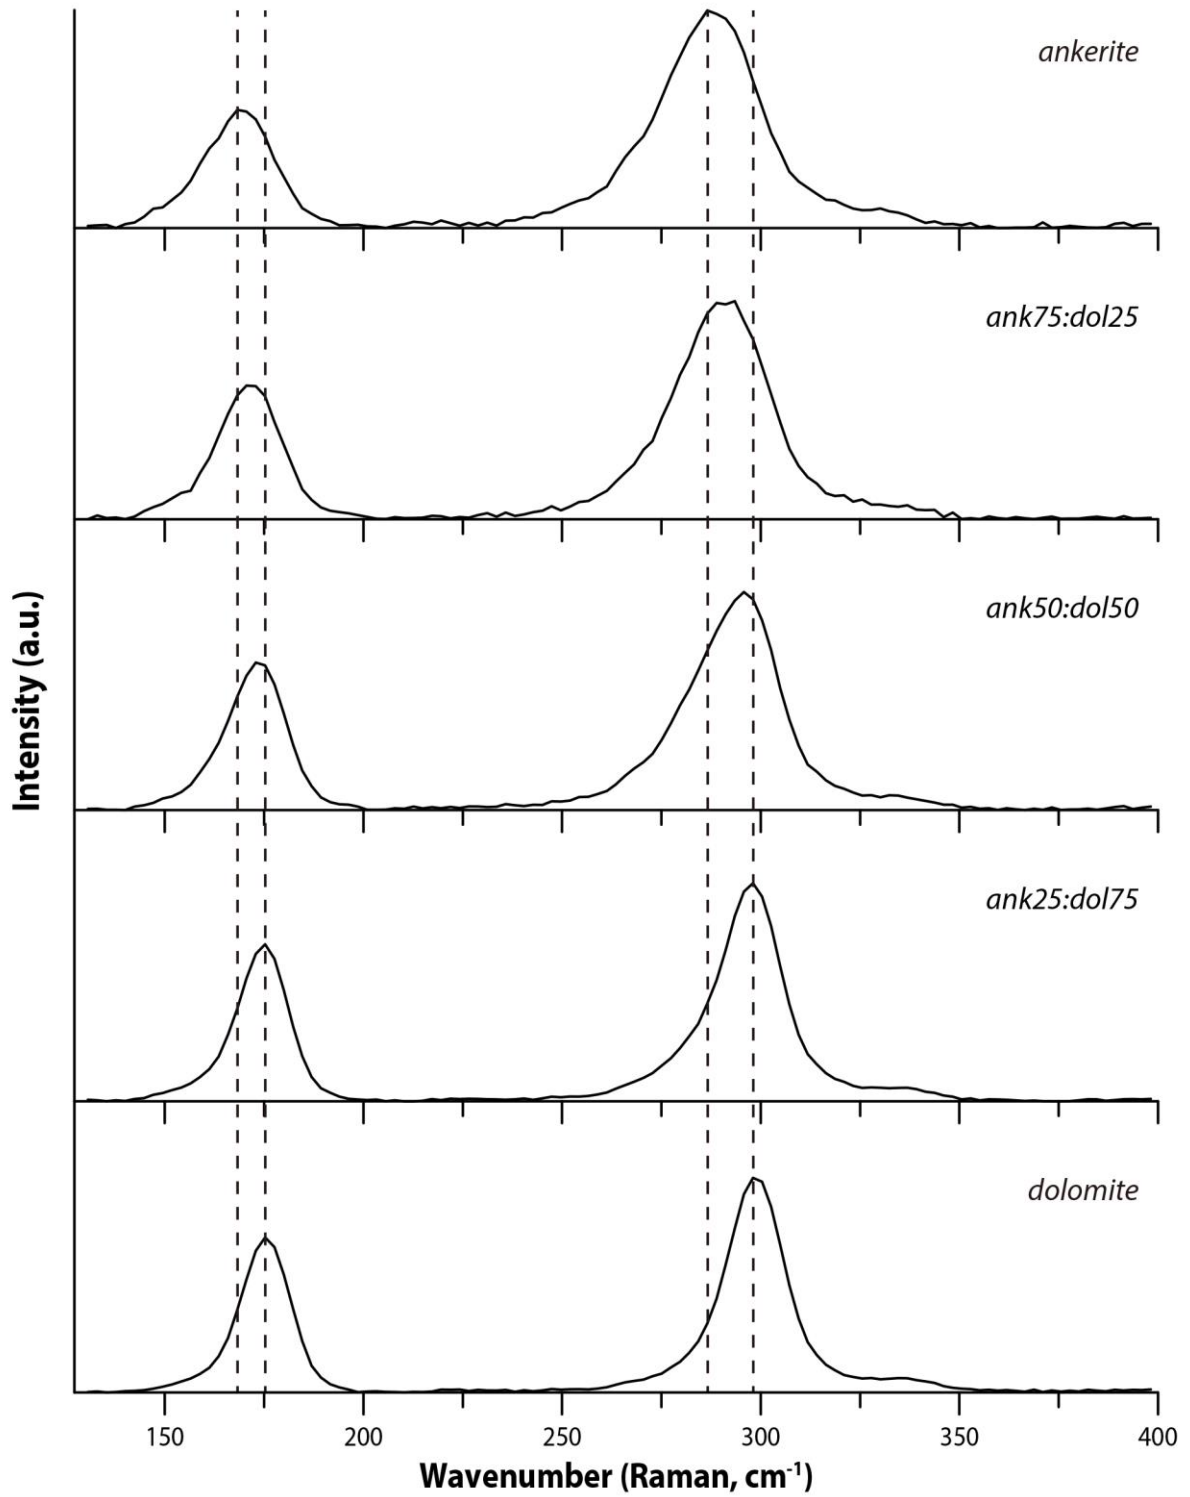 ankerite
ank75:dol25
ank50:dol50
ank25:dol75
dolomite
Intensity (a.u.)
150 200 250 300 350 400
Wavenumber (Raman, cm⁻¹)